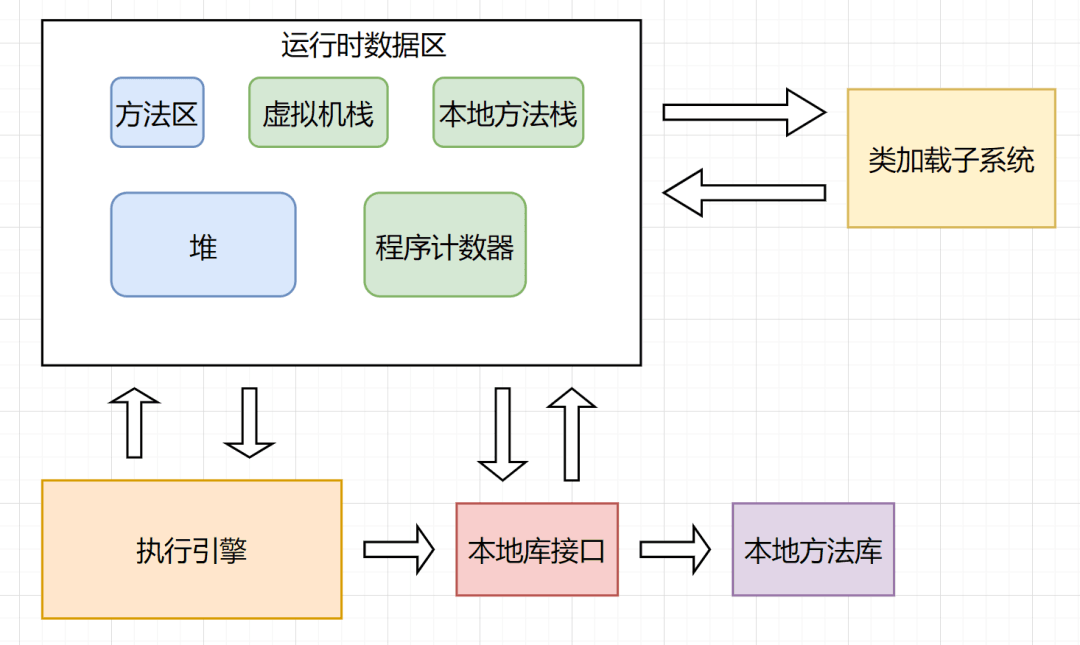 运行时数据区
方法区
虚拟机栈
本地方法栈
类加载子系统
堆
程序计数器
执行引擎
本地库接口
本地方法库